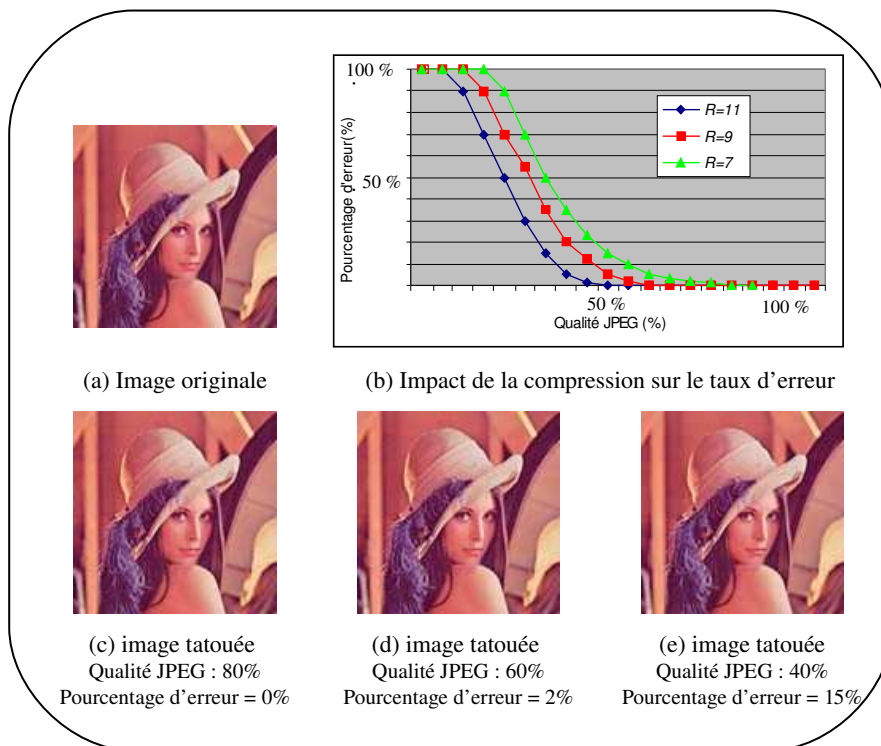 100 %
50 %
Pourcentage d'erreur(%)
R=11
R=9
R=7
50 %
100 %
Qualité JPEG (%)
(a) Image originale
(b) Impact de la compression sur le taux d'erreur
(c) image tatouée
Qualité JPEG : 80%
Pourcentage d'erreur = 0%
(d) image tatouée
Qualité JPEG : 60%
Pourcentage d'erreur = 2%
(e) image tatouée
Qualité JPEG : 40%
Pourcentage d'erreur = 15%